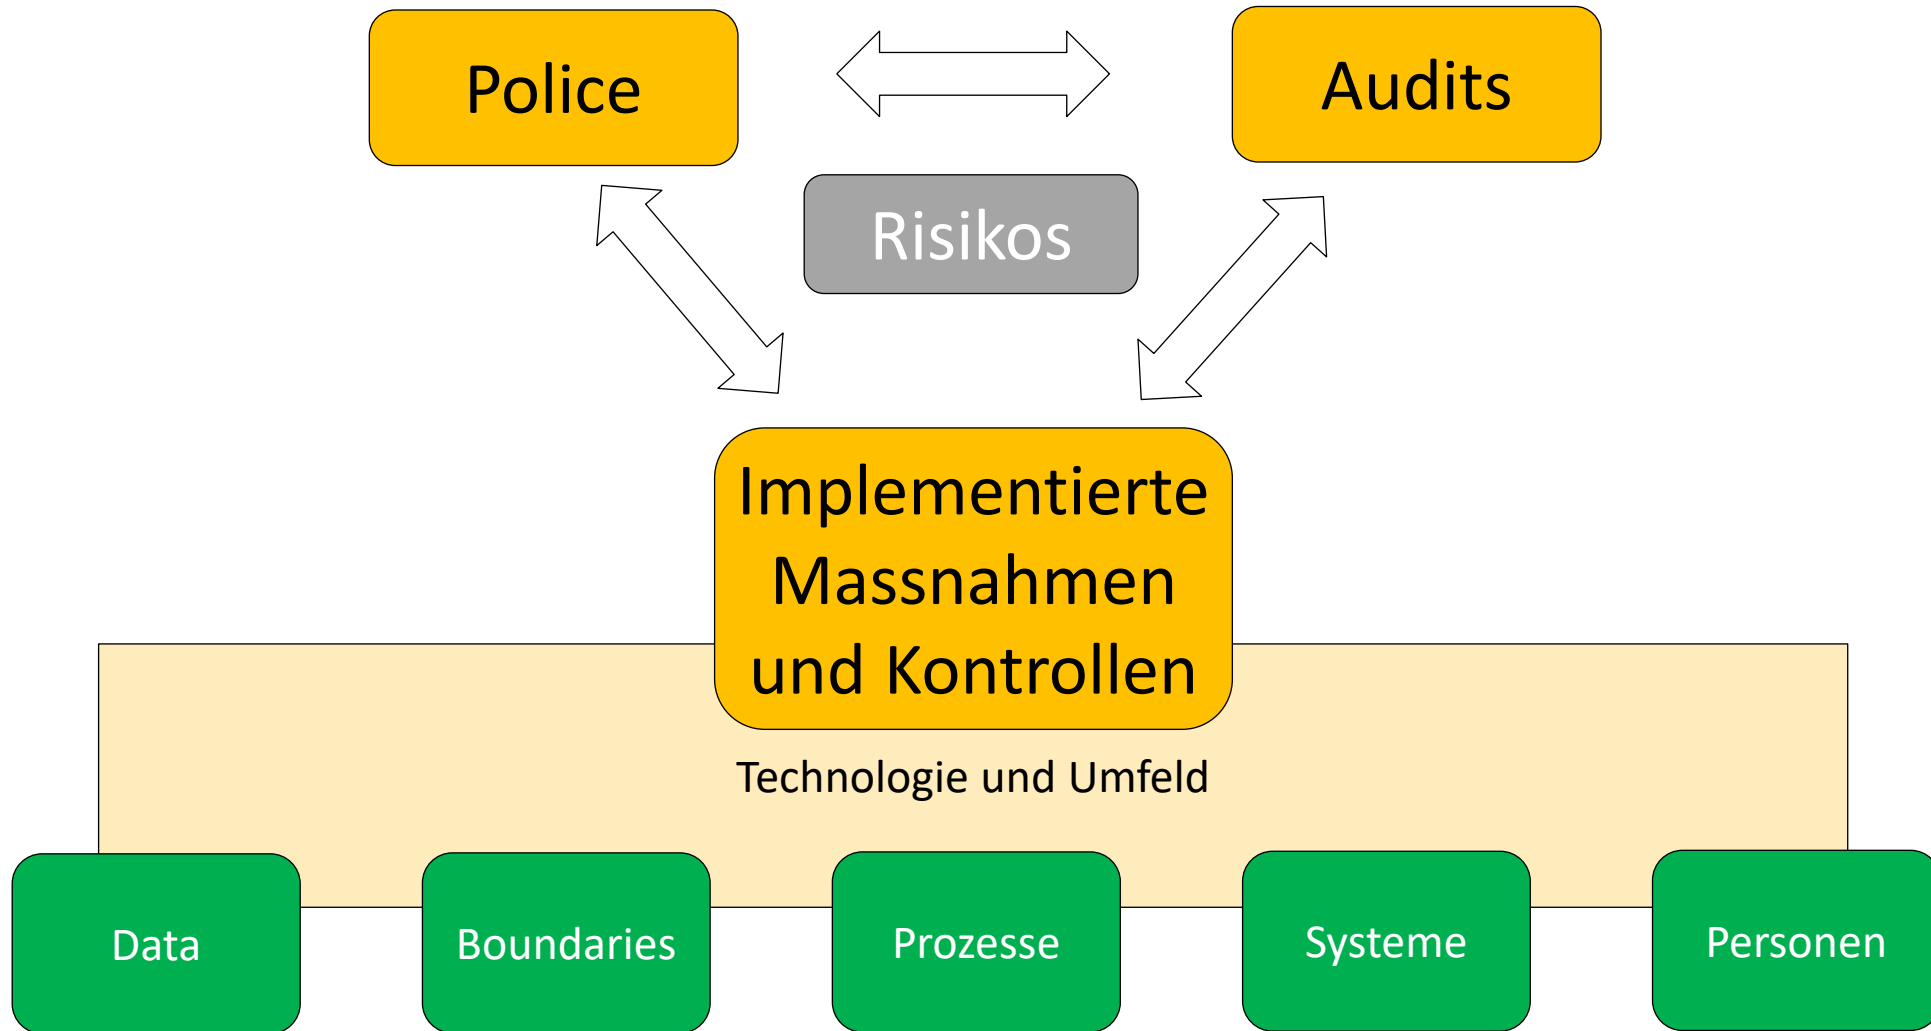 Police
Audits
Risikos
Implementierte
Massnahmen
und Kontrollen
Technologie und Umfeld
Data
Boundaries
Prozesse
Systeme
Personen